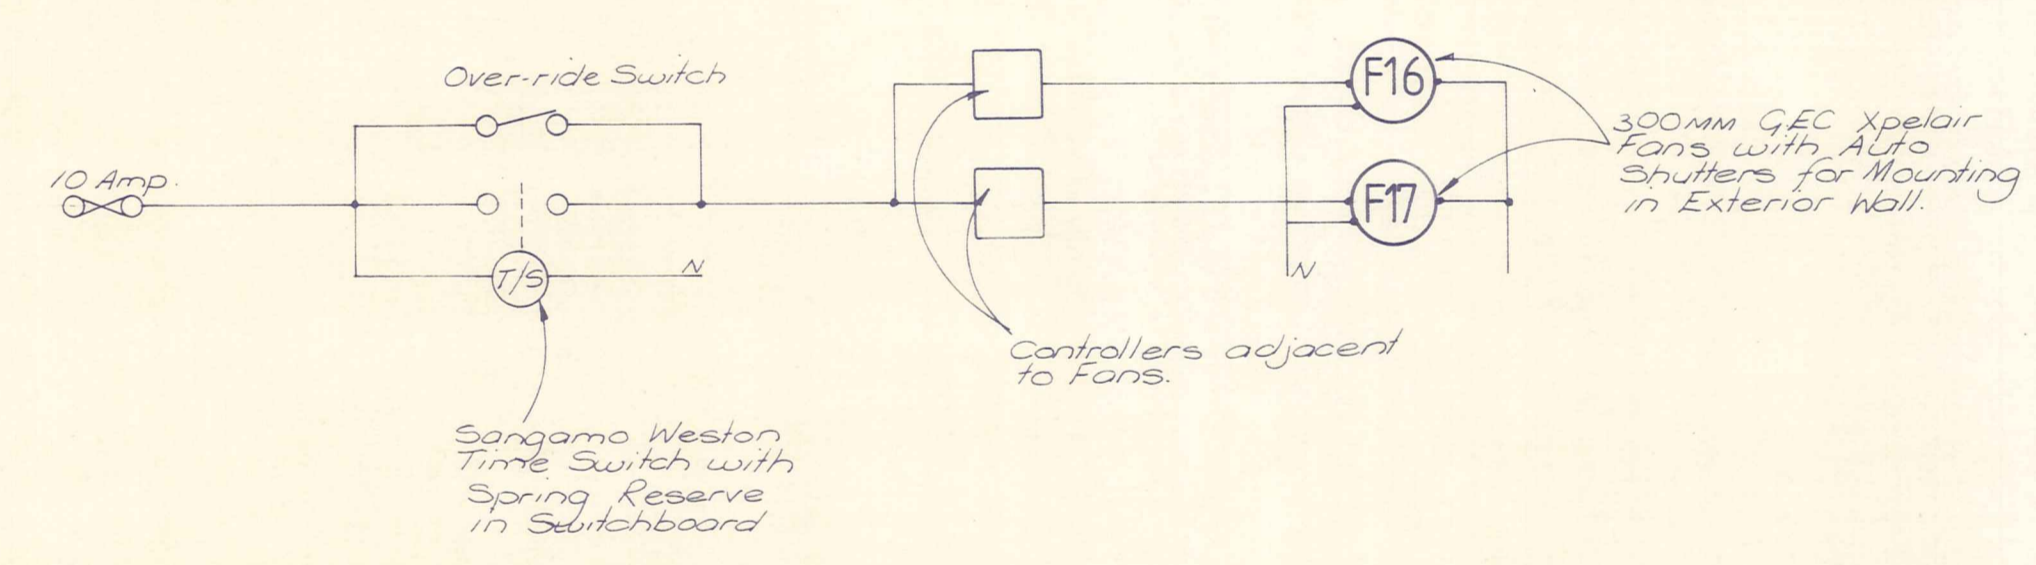 Over-ride Switch
10 Amp.
T/S
N
F16
F17
N
300MM GEC Xpelair
Fans with Auto
Shutters for Mounting
in Exterior Wall.
Controllers adjacent
to Fans.
Sangamo Weston
Time Switch with
Spring Reserve
in Switchboard